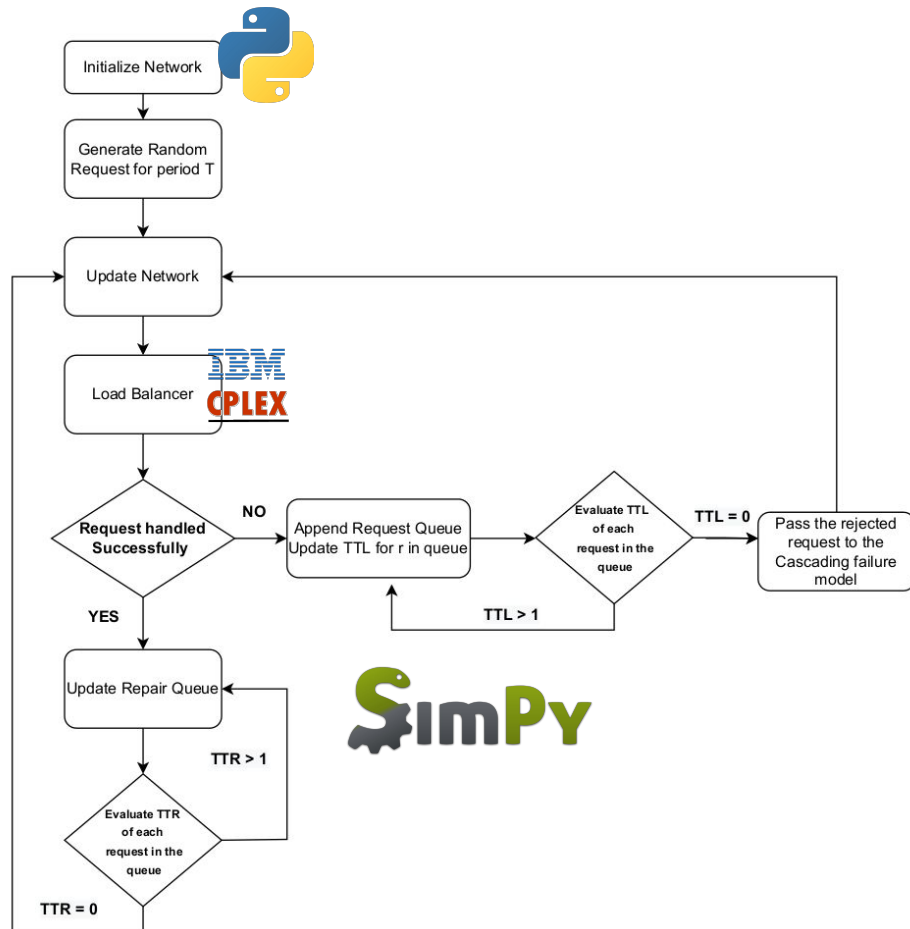 Initialize Network
Generate Random
Request for period T
Update Network
Load Balancer
IBM
CPLEX
Request handled
Successfully
NO
Append Request Queue
Update TTL for r in queue
Evaluate TTL
of each
request in the
queue
TTL = 0
Pass the rejected
request to the
Cascading failure
model
TTL > 1
YES
Update Repair Queue
SimPy
TTR > 1
Evaluate TTR
of each
request in the
queue
TTR = 0